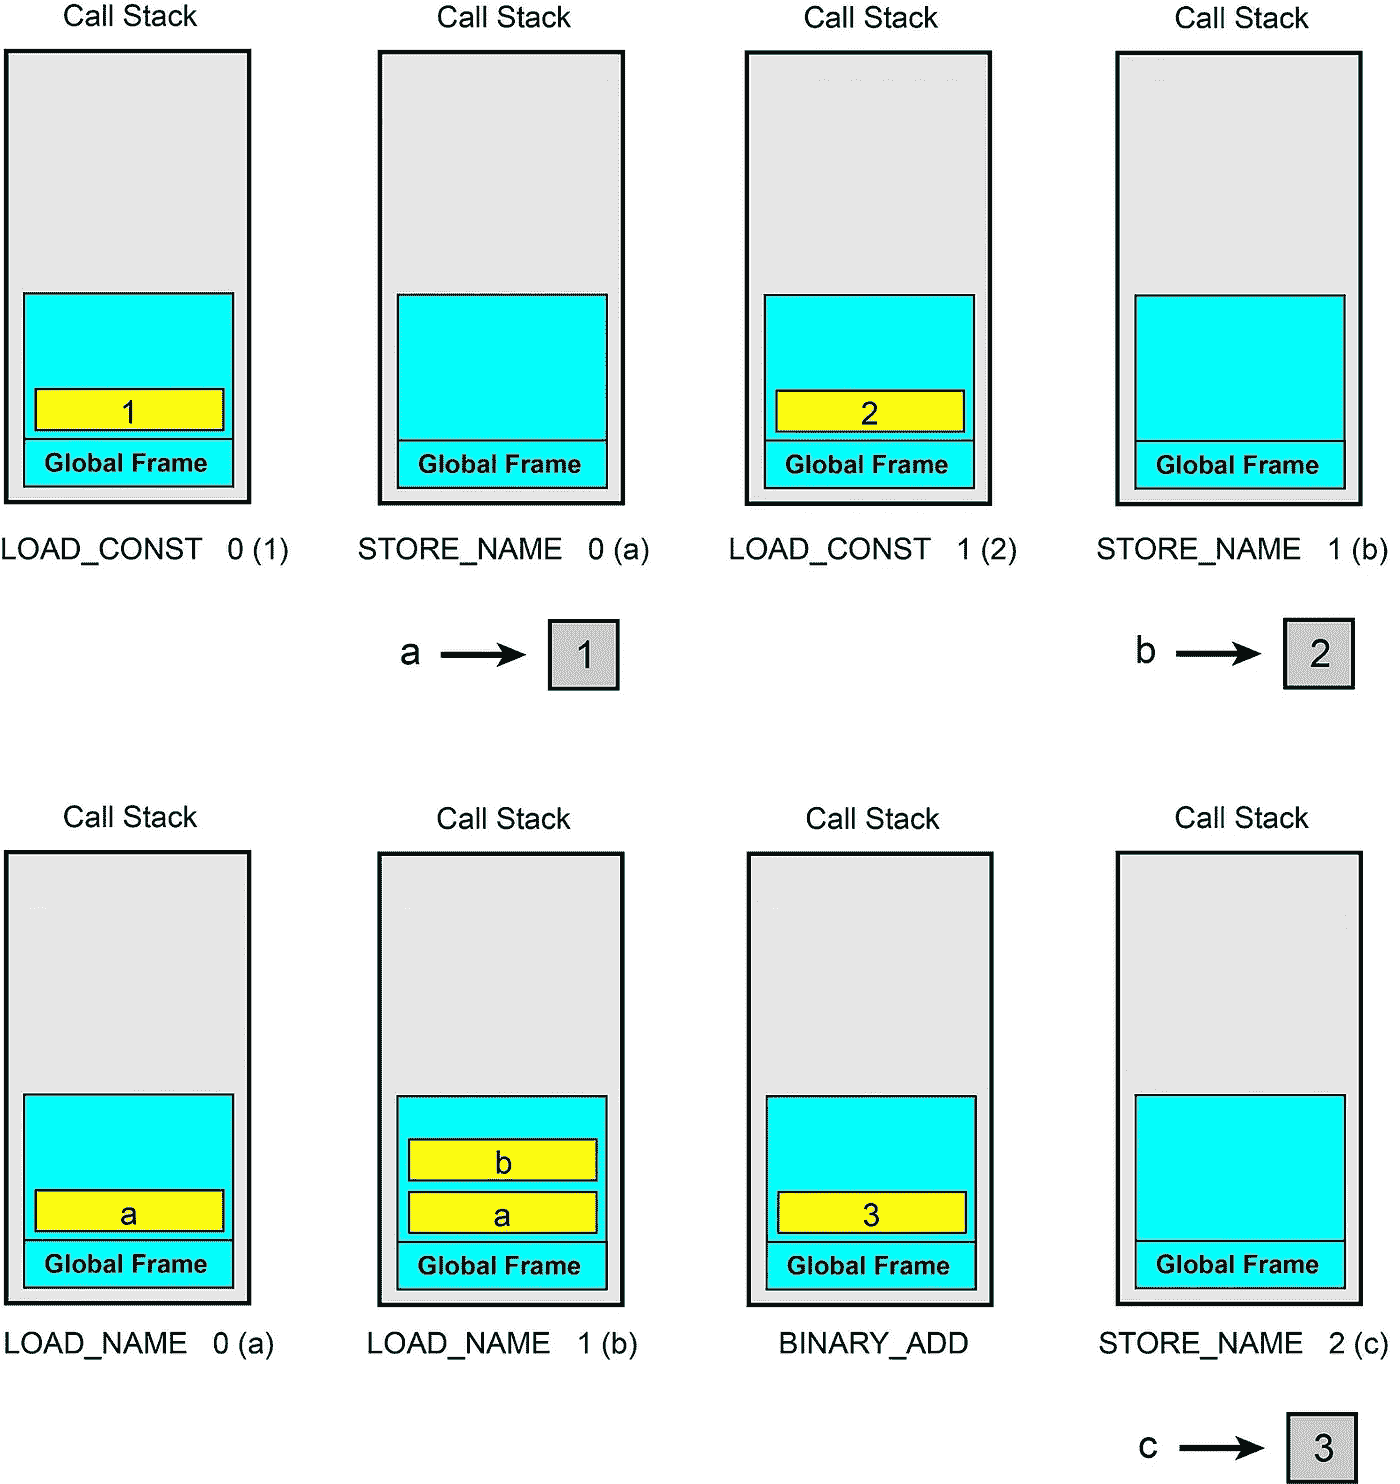 Call Stack Call Stack Call Stack Call Stack
1 2
Global Frame Global Frame Global Frame Global Frame
LOAD_CONST 0 (1) STORE_NAME 0 (a) LOAD_CONST 1 (2) STORE_NAME 1 (b)
a 1 b 2
Call Stack Call Stack Call Stack Call Stack
b
a a 3
Global Frame Global Frame Global Frame Global Frame
LOAD_NAME 0 (a) LOAD_NAME 1 (b) BINARY_ADD STORE_NAME 2 (c)
c 3